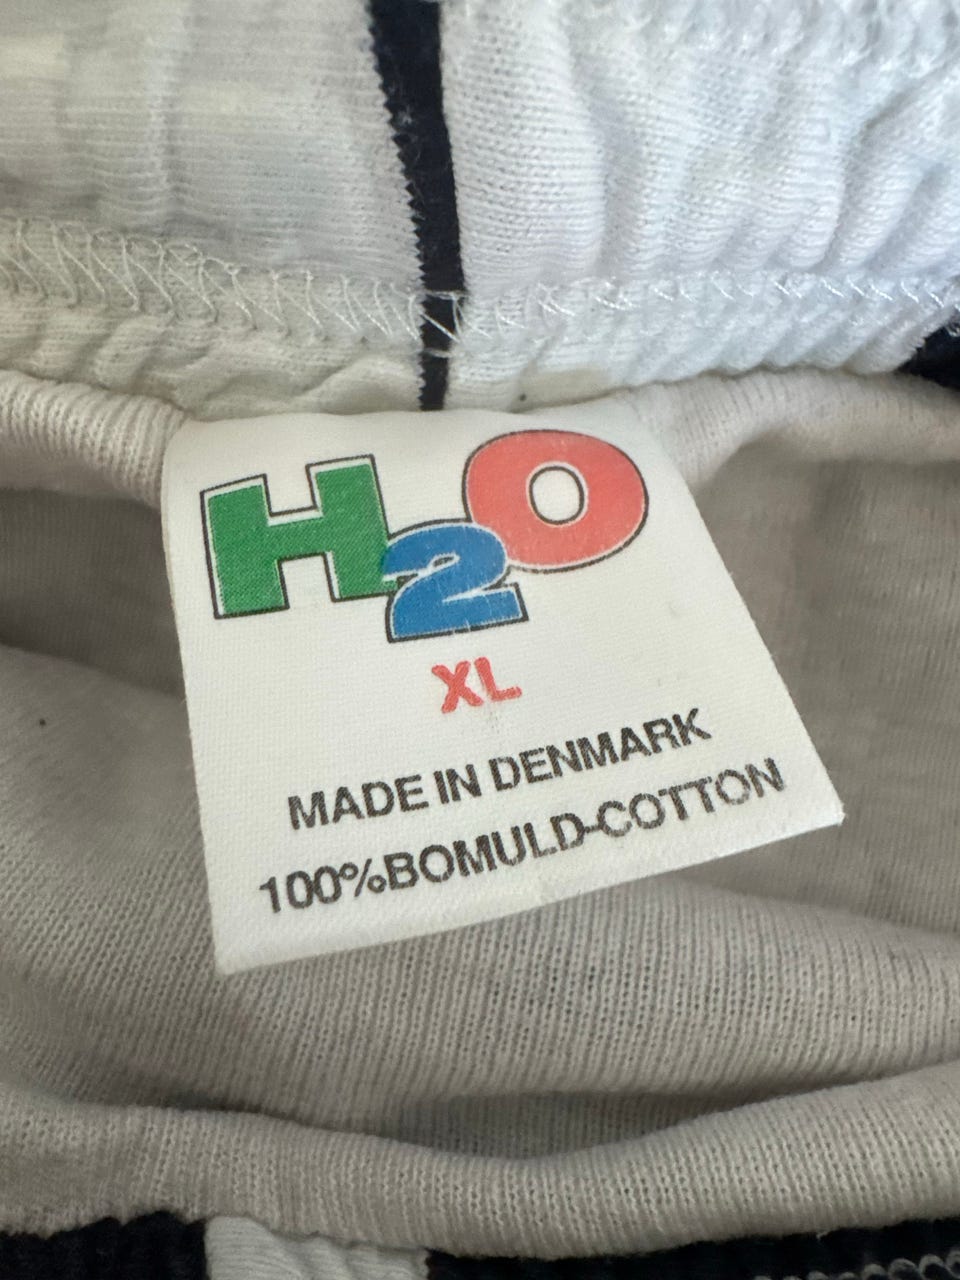 H2O
XL
MADE IN DENMARK
100%BOMULD-COTTON